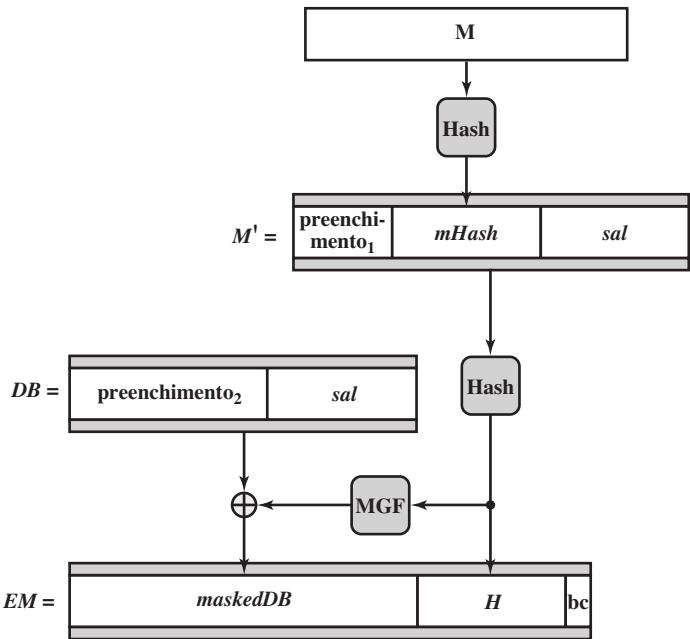 M
Hash
M' =
preenchi-
mento1
mHash
sal
DB =
preenchimento2
sal
Hash
MGF
EM =
maskedDB
H
bc